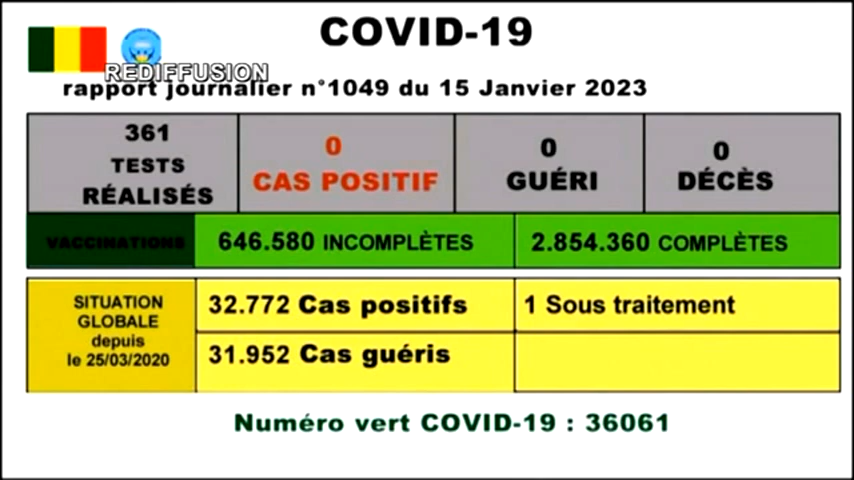 COVID-19
REDIFFUSION
rapport journalier n°1049 du 15 Janvier 2023
361
TESTS
RÉALISÉS
0
CAS POSITIF
0
GUÉRI
0
DÉCÈS
VACCINATIONS
646.580 INCOMPLÈTES
2.854.360 COMPLÈTES
SITUATION
GLOBALE
depuis
le 25/03/2020
32.772 Cas positifs
1 Sous traitement
31.952 Cas guéris
Numéro vert COVID-19 : 36061